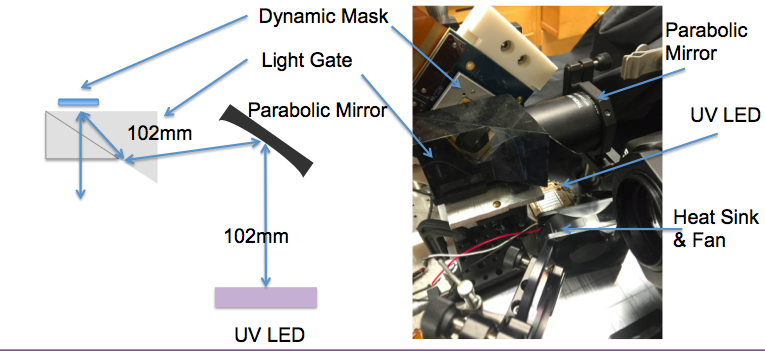 Dynamic Mask
Light Gate
Parabolic Mirror
102mm
102mm
UV LED
Parabolic
Mirror
UV LED
Heat Sink
& Fan